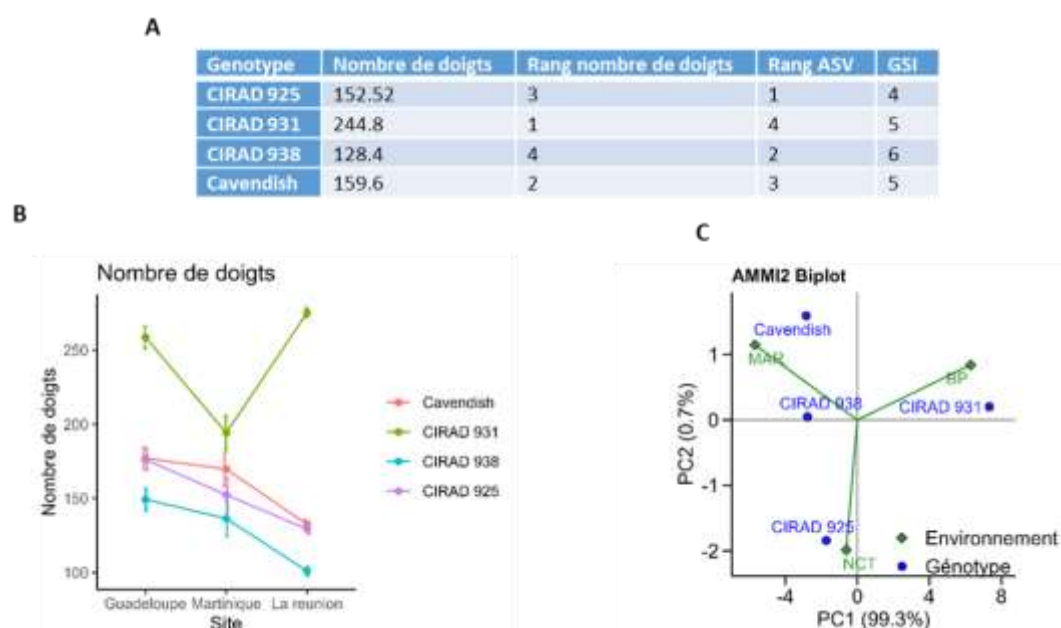 A
Genotype Nombre de doigts Rang nombre de doigts Rang ASV GSI
CIRAD 925 152.52 3 1 4
CIRAD 931 244.8 1 4 5
CIRAD 938 128.4 4 2 6
Cavendish 159.6 2 3 5
B
Nombre de doigts
Nombre de doigts
250
200
150
100
Guadeloupe Martinique La reunion
Site
Cavendish
CIRAD 931
CIRAD 938
CIRAD 925
C
AMMI2 Biplot
PC2 (0.7%)
1
0
-1
-2
Cavendish
MAR
BP
CIRAD 938
CIRAD 931
CIRAD 925
NCT
Environnement
Génotype
-4 0 4 8
PC1 (99.3%)